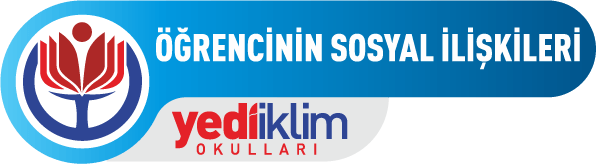 ÖĞRENCİNİN SOSYAL İLİŞKİLERİ
yediiklim
OKULLARI